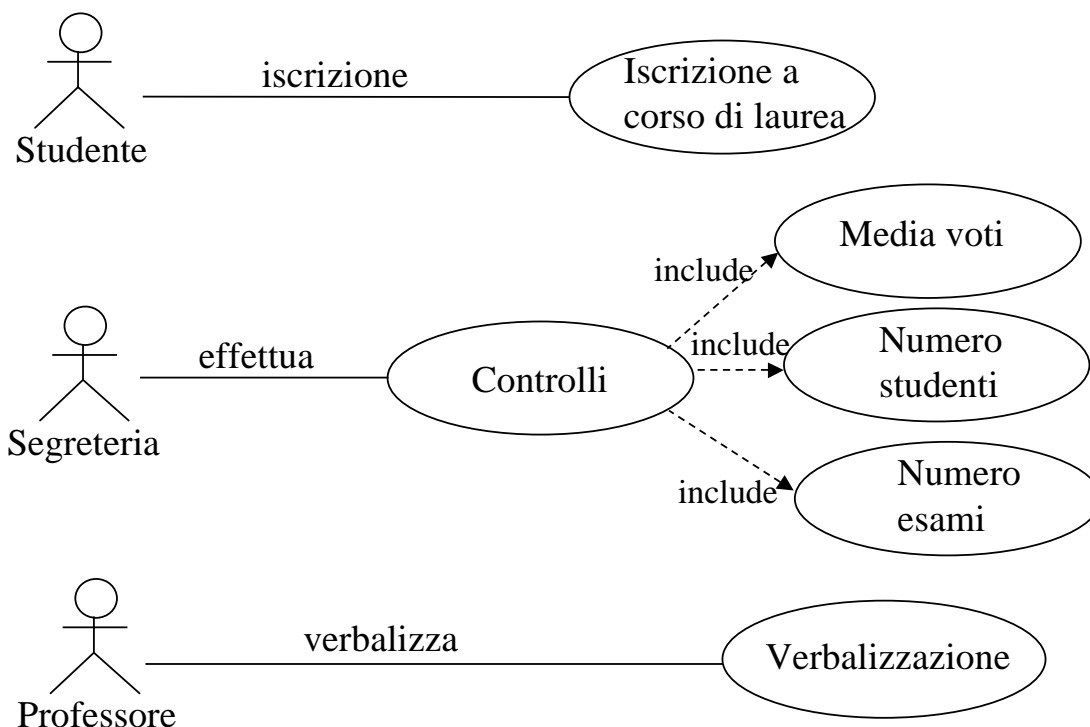 iscrizione
Iscrizione a
corso di laurea
Studente
Media voti
include
include
Numero
studenti
effettua
Controlli
Segreteria
include
Numero
esami
verbalizza
Verbalizzazione
Professore